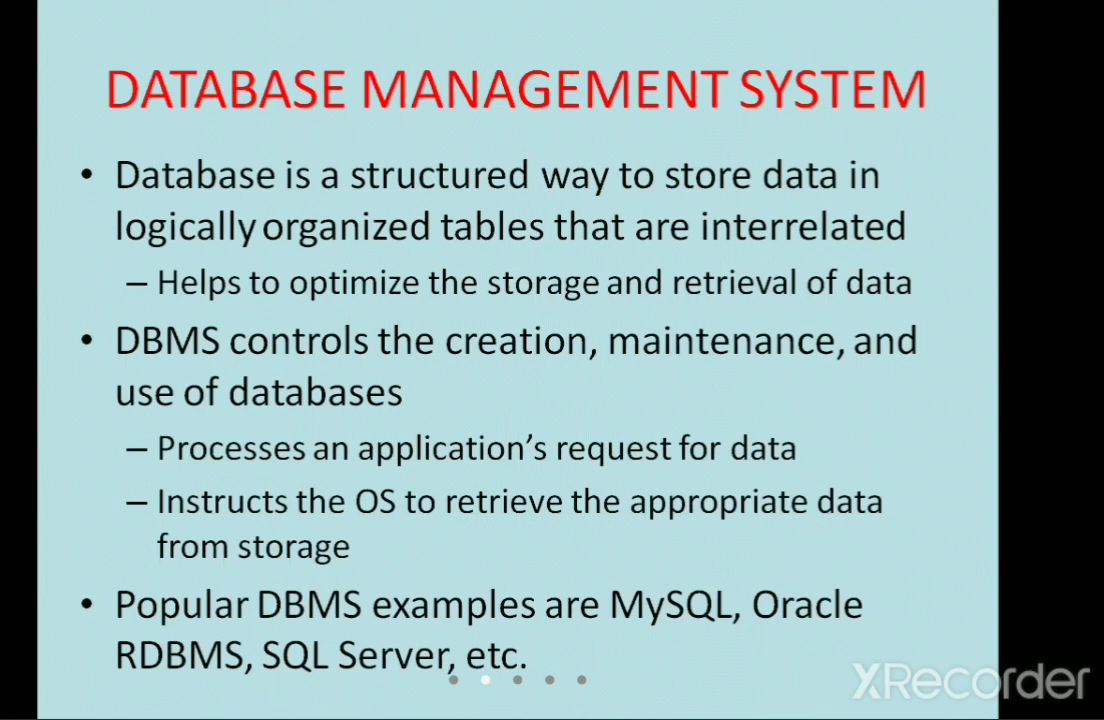 DATABASE MANAGEMENT SYSTEM
• Database is a structured way to store data in
logically organized tables that are interrelated
– Helps to optimize the storage and retrieval of data
• DBMS controls the creation, maintenance, and
use of databases
– Processes an application’s request for data
– Instructs the OS to retrieve the appropriate data
from storage
• Popular DBMS examples are MySQL, Oracle
RDBMS, SQL Server, etc.
XRecorder